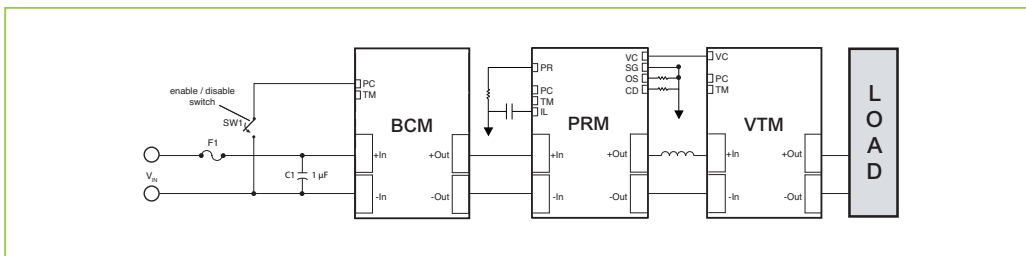 enable / disable
switch
SW1
F1
VIN
C1
1 µF
PC
TM
BCM
+In
-In
+Out
-Out
PR
PC
TM
IL
VC
SG
OS
CD
PRM
+In
-In
+Out
-Out
VC
PC
TM
VTM
+In
-In
+Out
-Out
L
O
A
D